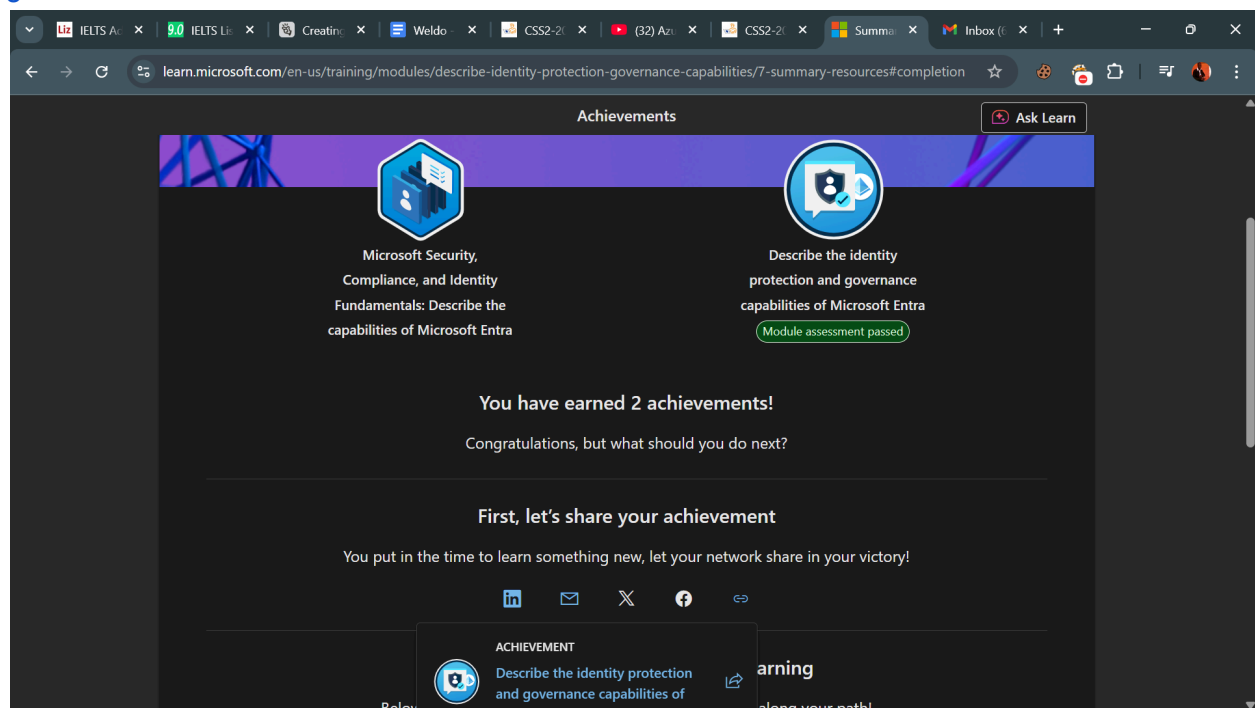 IELTS Ac
IELTS Lis
Creating
Weldo -
CSS2-20
(32) Azu
CSS2-20
Summa
Inbox (6
learn.microsoft.com/en-us/training/modules/describe-identity-protection-governance-capabilities/7-summary-resources#completion
Achievements
Ask Learn
Microsoft Security,
Compliance, and Identity
Fundamentals: Describe the
capabilities of Microsoft Entra
Describe the identity
protection and governance
capabilities of Microsoft Entra
Module assessment passed
You have earned 2 achievements!
Congratulations, but what should you do next?
First, let's share your achievement
You put in the time to learn something new, let your network share in your victory!
ACHIEVEMENT
Describe the identity protection
and governance capabilities of
arning
Below
along your path!